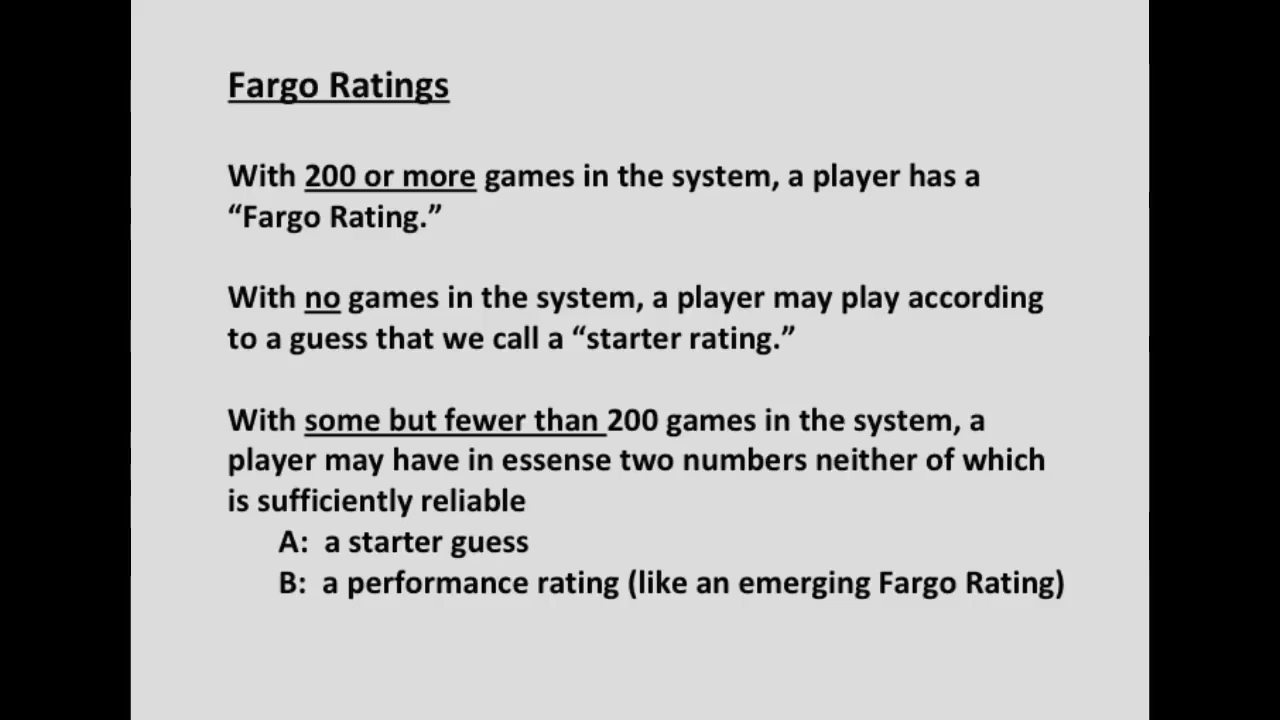 Fargo Ratings
With 200 or more games in the system, a player has a
“Fargo Rating.”
With no games in the system, a player may play according
to a guess that we call a “starter rating.”
With some but fewer than 200 games in the system, a
player may have in essense two numbers neither of which
is sufficiently reliable
A: a starter guess
B: a performance rating (like an emerging Fargo Rating)